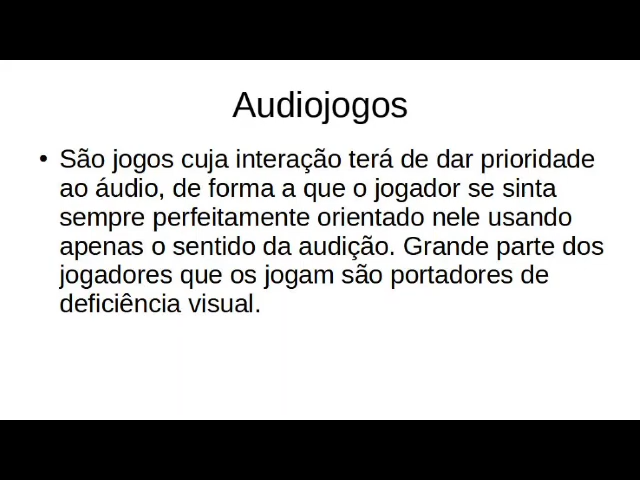 Audiojogos
• São jogos cuja interação terá de dar prioridade
ao áudio, de forma a que o jogador se sinta
sempre perfeitamente orientado nele usando
apenas o sentido da audição. Grande parte dos
jogadores que os jogam são portadores de
deficiência visual.